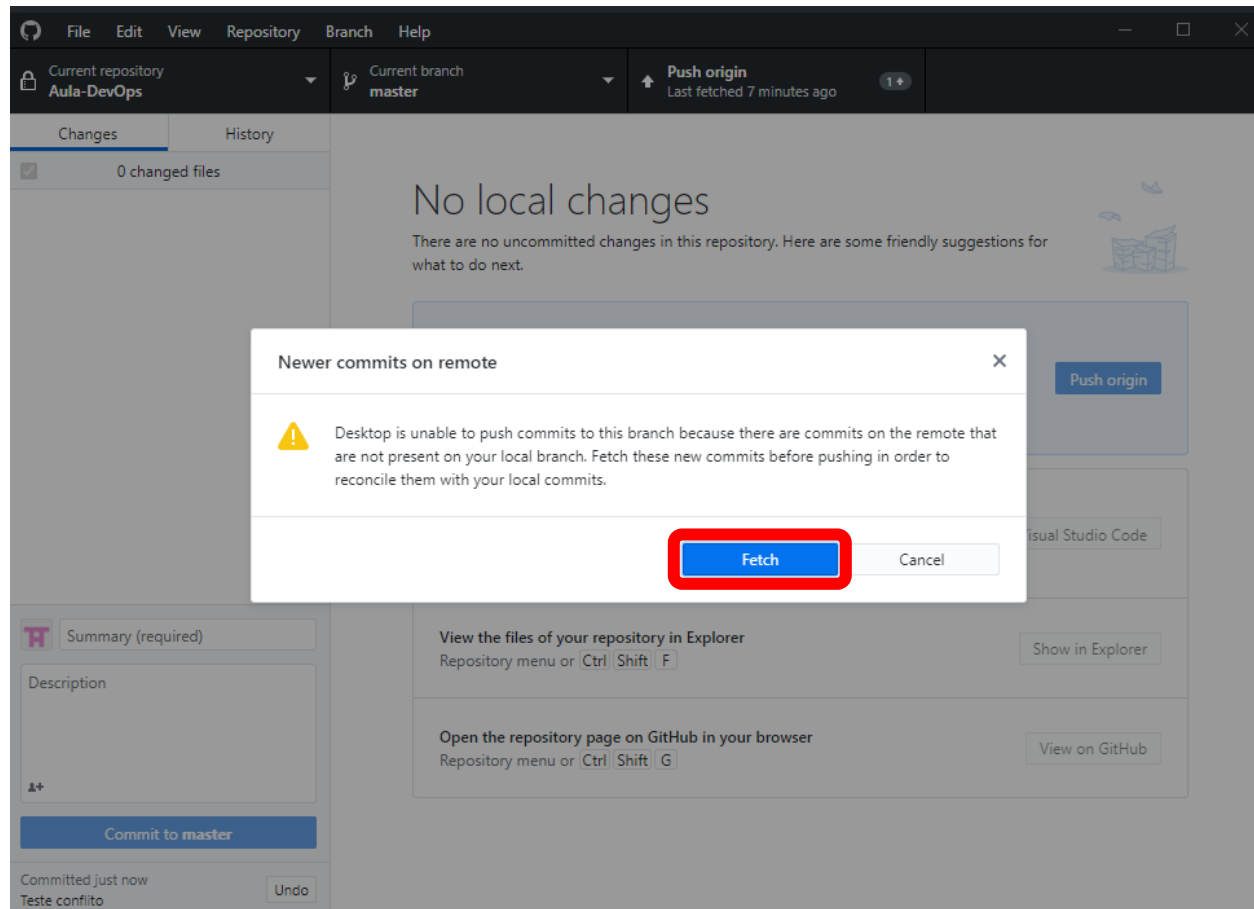 File Edit View Repository Branch Help
Current repository
Aula-DevOps
Current branch
master
Push origin
Last fetched 7 minutes ago
1
Changes History
0 changed files
No local changes
There are no uncommitted changes in this repository. Here are some friendly suggestions for
what to do next.
Push origin
Newer commits on remote
Desktop is unable to push commits to this branch because there are commits on the remote that
are not present on your local branch. Fetch these new commits before pushing in order to
reconcile them with your local commits.
Fetch Cancel
isual Studio Code
Summary (required)
Description
View the files of your repository in Explorer
Repository menu or Ctrl Shift F
Show in Explorer
Open the repository page on GitHub in your browser
Repository menu or Ctrl Shift G
View on GitHub
Commit to master
Committed just now
Teste conflito
Undo